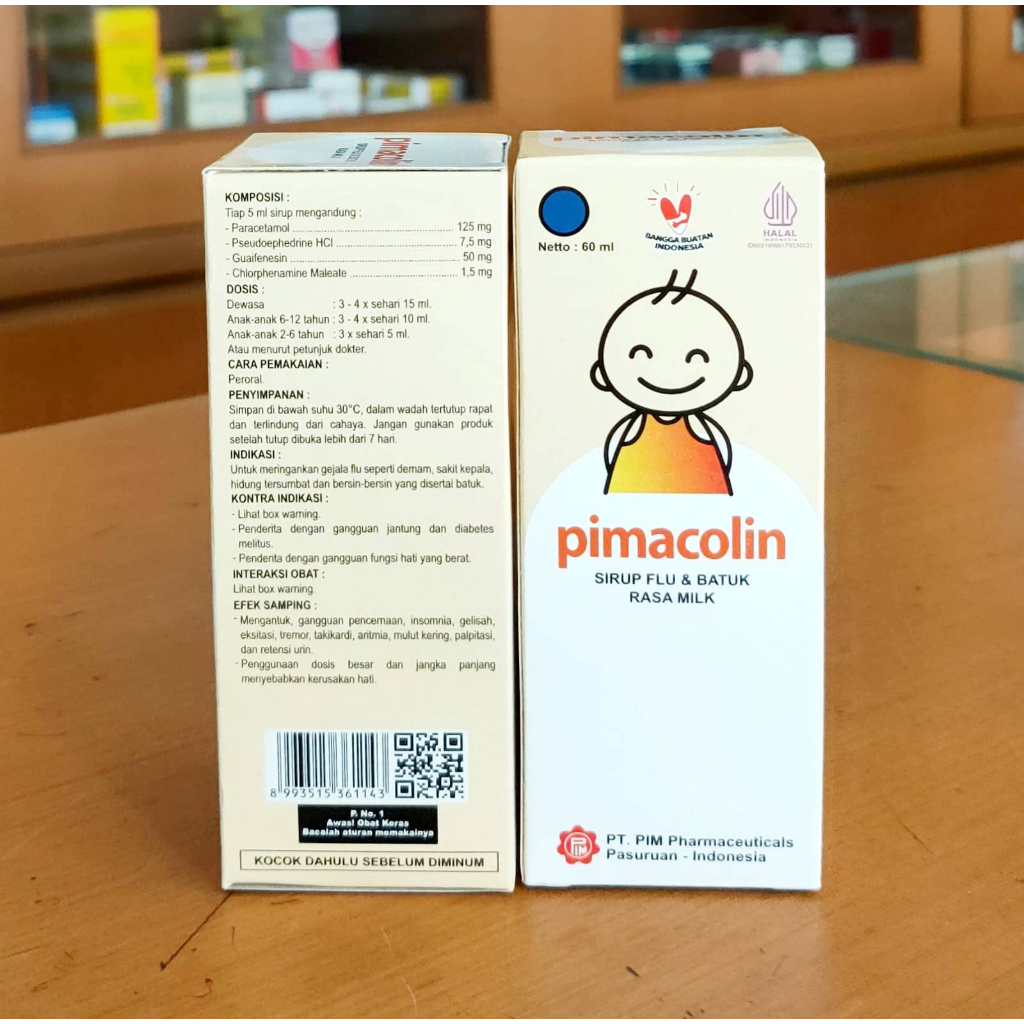 KOMPOSISI :
Tiap 5 ml sirup mengandung :
- Paracetamol ................................ 125 mg
- Pseudoephedrine HCl ................................ 7,5 mg
- Guaifenesin ................................ 50 mg
- Chlorphenamine Maleate ................................ 1,5 mg
DOSIS :
Dewasa : 3 - 4 x sehari 15 ml.
Anak-anak 6-12 tahun : 3 - 4 x sehari 10 ml.
Anak-anak 2-6 tahun : 3 x sehari 5 ml.
Atau menurut petunjuk dokter.
CARA PEMAKAIAN :
Peroral
PENYIMPANAN :
Simpan di bawah suhu 30°C, dalam wadah tertutup rapat
dan terlindung dari cahaya. Jangan gunakan produk
setelah tutup dibuka lebih dari 7 hari.
INDIKASI :
Untuk meringankan gejala flu seperti demam, sakit kepala,
hidung tersumbat dan bersin-bersin yang disertai batuk.
KONTRA INDIKASI :
- Lihat box warning.
- Penderita dengan gangguan jantung dan diabetes
melitus.
- Penderita dengan gangguan fungsi hati yang berat.
INTERAKSI OBAT :
Lihat box warning.
EFEK SAMPING :
- Mengantuk, gangguan pencernaan, insomnia, gelisah,
eksitasi, tremor, takikardi, aritmia, mulut kering, palpitasi,
dan retensi urin.
- Penggunaan dosis besar dan jangka panjang
menyebabkan kerusakan hati.
8 993515 361143
P. No. 1
Awas! Obat Keras
Bacalah aturan memakainya
KOCOK DAHULU SEBELUM DIMINUM
pimacolin
Netto : 60 ml
BANGGA BUATAN
INDONESIA
HALAL
INDONESIA
pimacolin
SIRUP FLU & BATUK
RASA MILK
PIM
PT. PIM Pharmaceuticals
Pasuruan - Indonesia